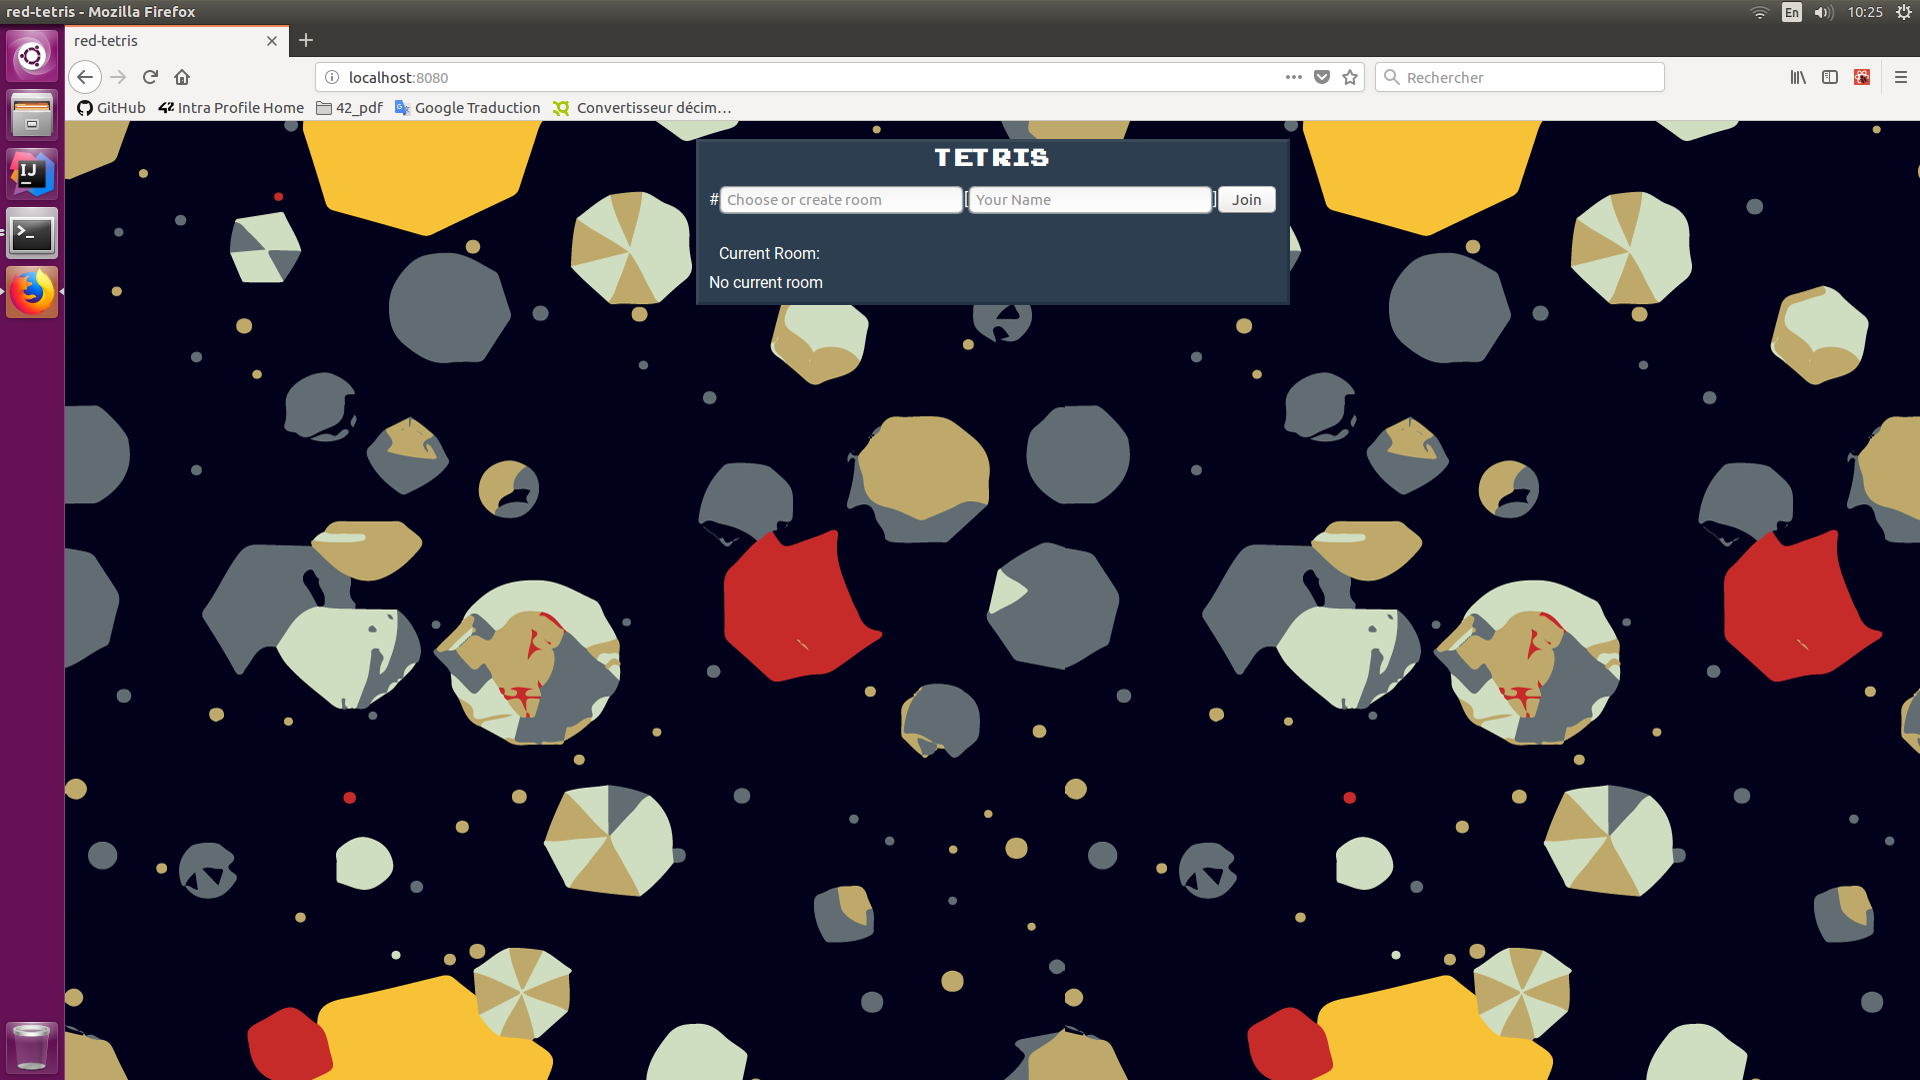 red-tetris - Mozilla Firefox
En
10:25
red-tetris
localhost:8080
Rechercher
GitHub
Intra Profile Home
42_pdf
Google Traduction
Convertisseur décim…
TETRIS
#
Choose or create room
[
Your Name
]
Join
Current Room:
No current room
IJ